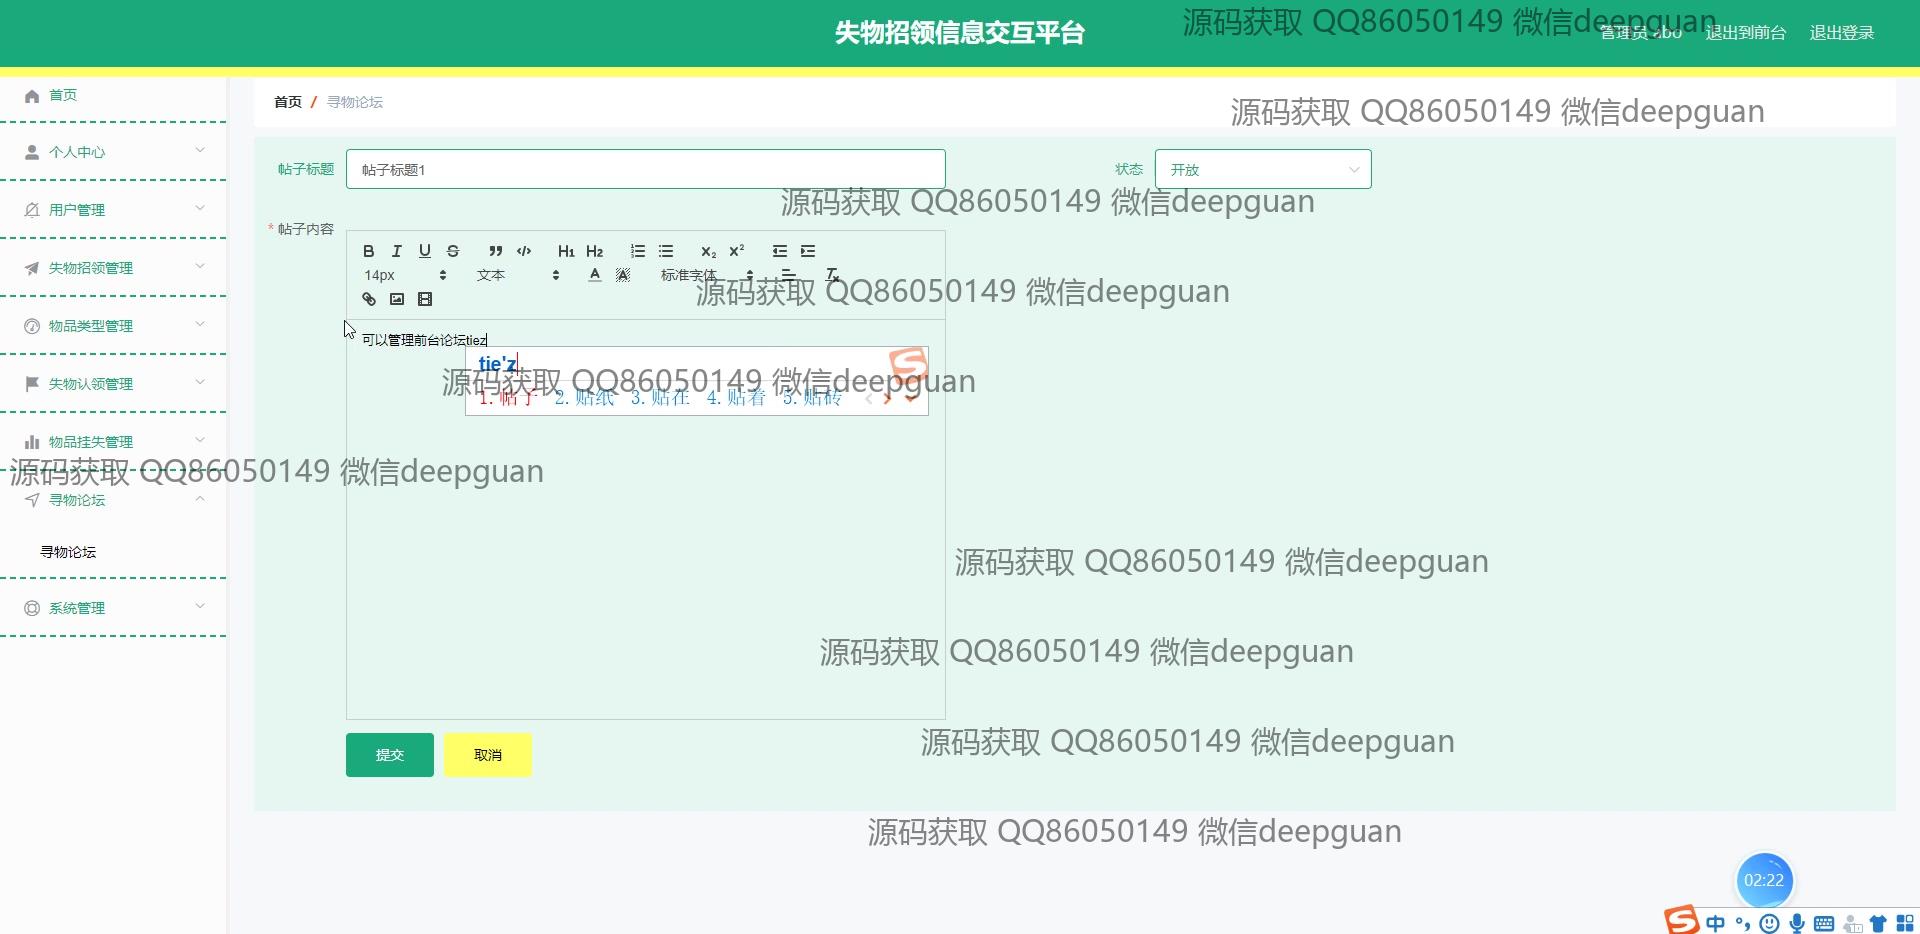 失物招领信息交互平台
源码获取 QQ86050149 微信deepguan
管理员 abo 退出到前台 退出登录
首页
首页 / 寻物论坛
源码获取 QQ86050149 微信deepguan
个人中心
帖子标题 帖子标题1 状态 开放
源码获取 QQ86050149 微信deepguan
用户管理
* 帖子内容
B I U S H1 H2 X2 X2
失物招领管理
14px 文本 A A 标准字体 Tx
源码获取 QQ86050149 微信deepguan
物品类型管理
可以管理前台论坛tiez
tie'z
源码获取 QQ86050149 微信deepguan
失物认领管理
1.帖子 2.贴纸 3.贴在 4.贴着 5.贴砖
物品挂失管理
源码获取 QQ86050149 微信deepguan
寻物论坛
寻物论坛
源码获取 QQ86050149 微信deepguan
系统管理
源码获取 QQ86050149 微信deepguan
源码获取 QQ86050149 微信deepguan
提交 取消
源码获取 QQ86050149 微信deepguan
02:22
中